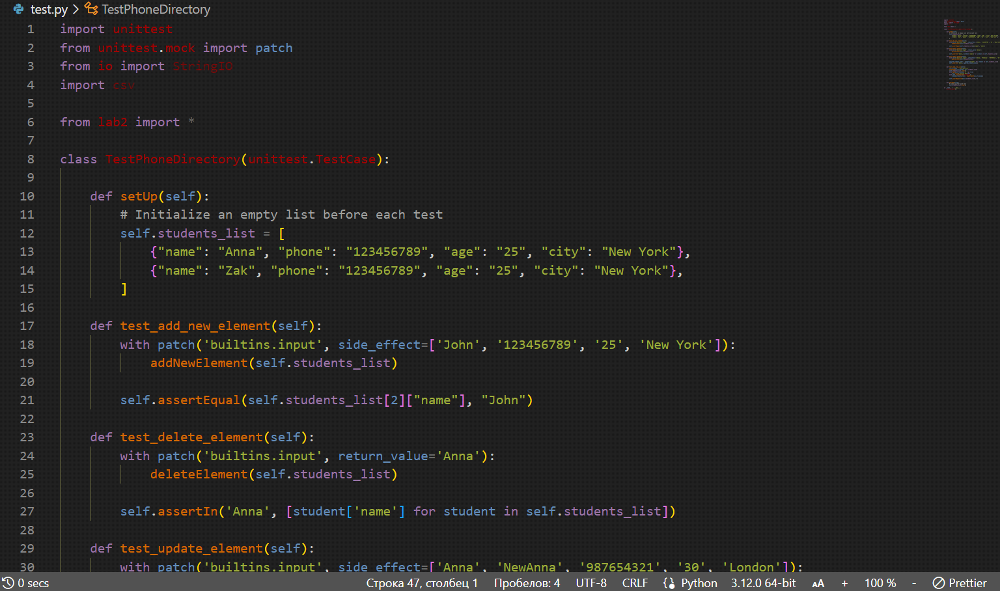 test.py > TestPhoneDirectory
1 import unittest
2 from unittest.mock import patch
3 from io import StringIO
4 import csv
5
6 from lab2 import *
7
8 class TestPhoneDirectory(unittest.TestCase):
9
10 def setUp(self):
11 # Initialize an empty list before each test
12 self.students_list = [
13 {"name": "Anna", "phone": "123456789", "age": "25", "city": "New York"},
14 {"name": "Zak", "phone": "123456789", "age": "25", "city": "New York"},
15 ]
16
17 def test_add_new_element(self):
18 with patch('builtins.input', side_effect=['John', '123456789', '25', 'New York']):
19 addNewElement(self.students_list)
20
21 self.assertEqual(self.students_list[2]["name"], "John")
22
23 def test_delete_element(self):
24 with patch('builtins.input', return_value='Anna'):
25 deleteElement(self.students_list)
26
27 self.assertIn('Anna', [student['name'] for student in self.students_list])
28
29 def test_update_element(self):
30 with patch('builtins.input', side_effect=['Anna', 'NewAnna', '987654321', '30', 'London']):
0 secs Строка 47, столбец 1 Пробелов: 4 UTF-8 CRLF Python 3.12.0 64-bit AA + 100 % - Prettier